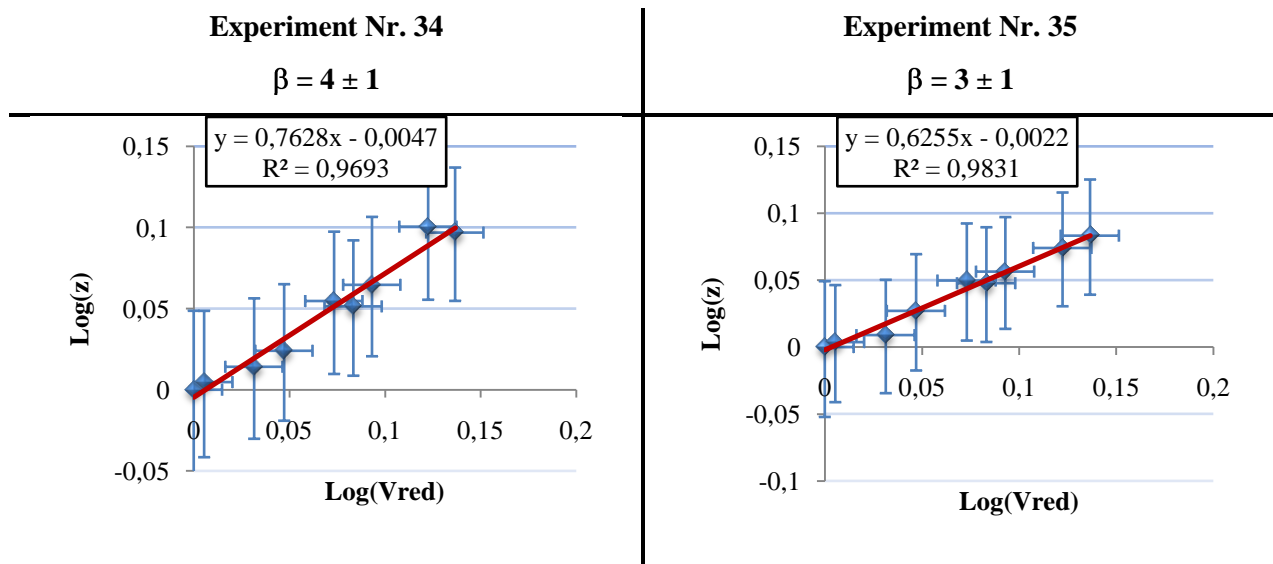 Experiment Nr. 34
β = 4 ± 1
y = 0,7628x - 0,0047
R² = 0,9693
0,15
0,1
0,05
0
-0,05
0
0,05
0,1
0,15
0,2
Log(z)
Log(Vred)
Experiment Nr. 35
β = 3 ± 1
y = 0,6255x - 0,0022
R² = 0,9831
0,15
0,1
0,05
0
-0,05
-0,1
0
0,05
0,1
0,15
0,2
Log(z)
Log(Vred)